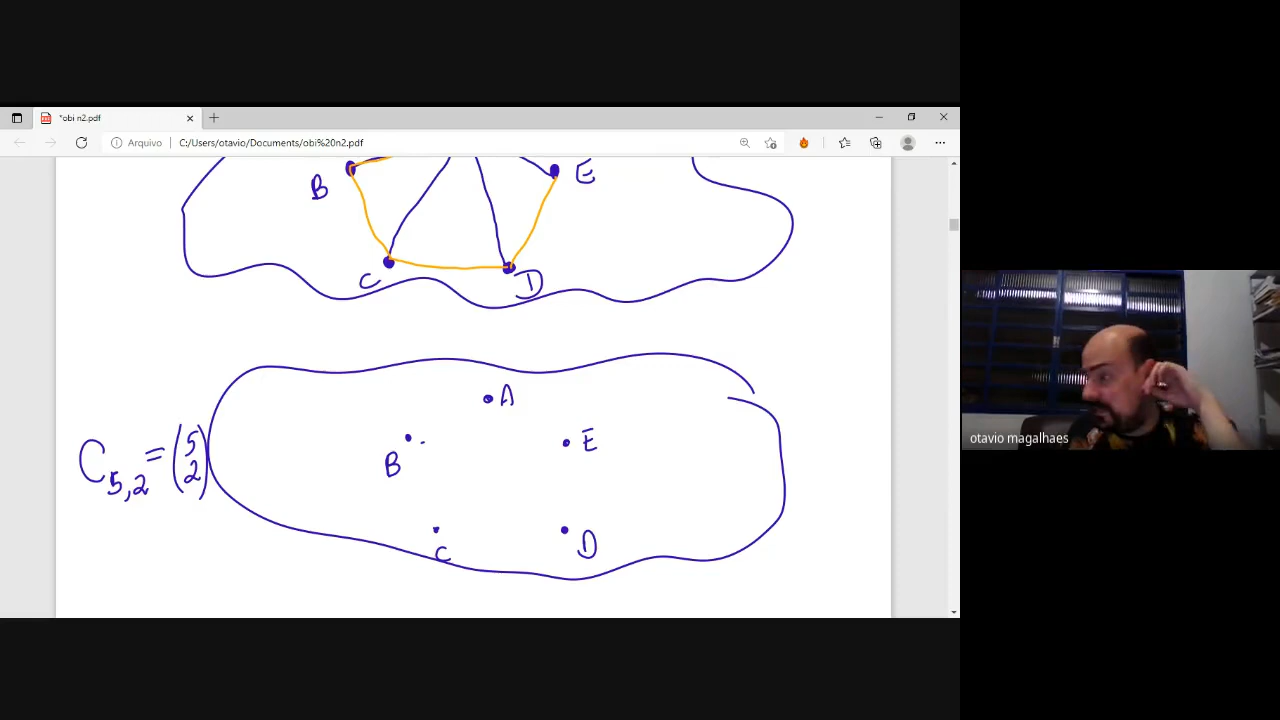 *obi n2.pdf
Arquivo C:/Users/otavio/Documents/obi%20n2.pdf
B
E
C
D
A
B
E
C₅,₂ = (5 2)
C
D
otavio magalhaes